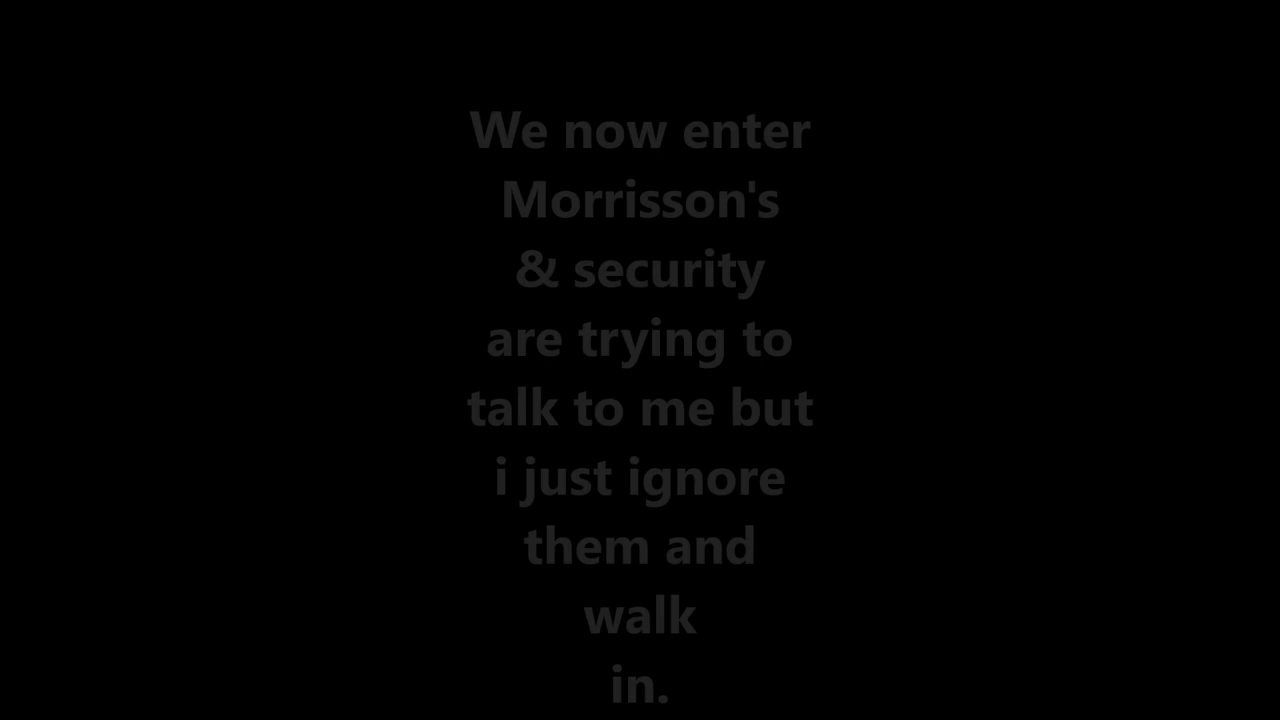 We now enter
Morrisson's
& security
are trying to
talk to me but
i just ignore
them and
walk
in.